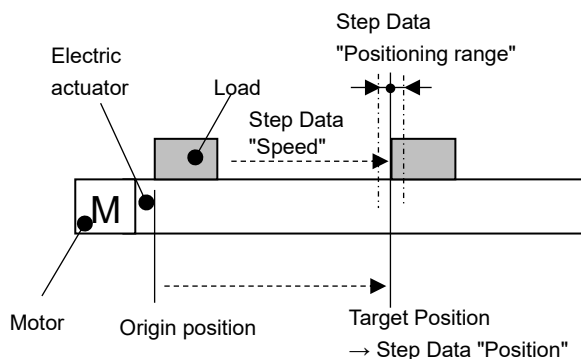 Step Data
"Positioning range"
Electric
actuator
Load
Step Data
"Speed"
M
Motor
Origin position
Target Position
→ Step Data "Position"